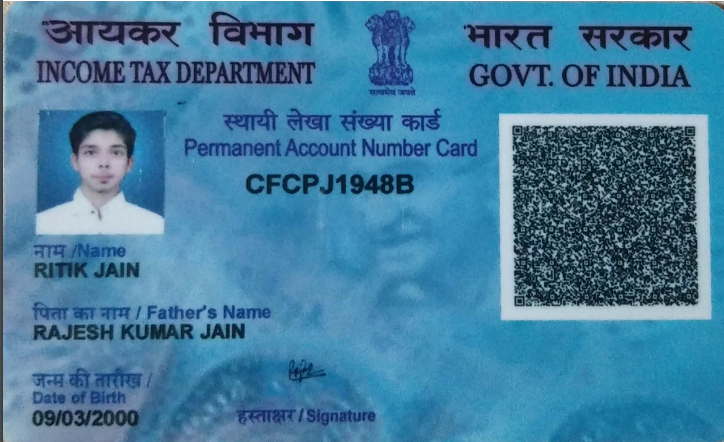 आयकर विभाग
INCOME TAX DEPARTMENT
सत्यमेव जयते
भारत सरकार
GOVT. OF INDIA
स्थायी लेखा संख्या कार्ड
Permanent Account Number Card
CFCPJ1948B
नाम /Name
RITIK JAIN
पिता का नाम / Father's Name
RAJESH KUMAR JAIN
जन्म की तारीख /
Date of Birth
09/03/2000
हस्ताक्षर / Signature